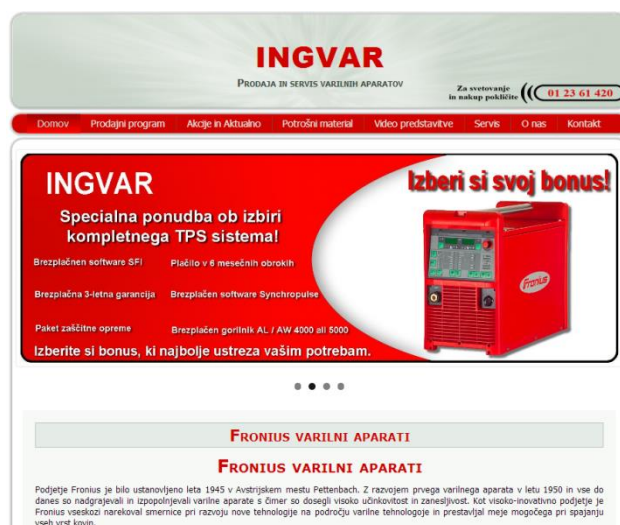 INGVAR
PRODAJA IN SERVIS VARILNIH APARATOV
Za svetovanje
in nakup pokličite
01 23 61 420
Domov Prodajni program Akcije in Aktualno Potrošni material Video predstavitve Servis O nas Kontakt
INGVAR
Izberi si svoj bonus!
Specialna ponudba ob izbiri
kompletnega TPS sistema!
Brezplačnen software SFI Plačilo v 6 mesečnih obrokih
Brezplačna 3-letna garancija Brezplačen software Synchropulse
Paket zaščitne opreme Brezplačen gorilnik AL / AW 4000 ali 5000
Izberite si bonus, ki najbolje ustreza vašim potrebam.
Fronius
FRONIUS VARILNI APARATI
FRONIUS VARILNI APARATI
Podjetje Fronius je bilo ustanovljeno leta 1945 v Avstrijskem mestu Pettenbach. Z razvojem prvega varilnega aparata v letu 1950 in vse do
danes so nadgrajevali in izpopolnjevali varilne aparate s čimer so dosegli visoko učinkovitost in zanesljivost. Kot visoko-inovativno podjetje je
Fronius vseskozi narekoval smernice pri razvoju nove tehnologije na področju varilne tehnologoje in prestavljal meje mogočega pri spajanju
vseh vrst kovin.